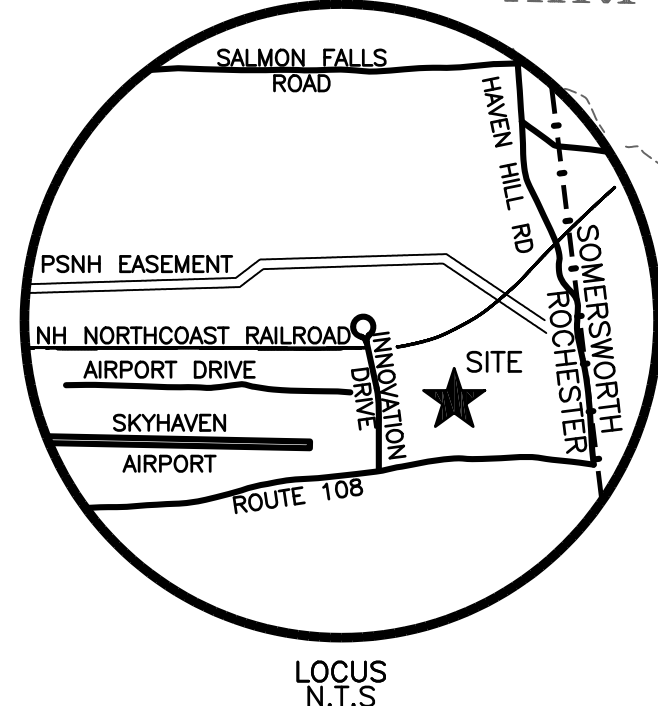 SALMON FALLS
ROAD
HAVEN HILL RD
PSNH EASEMENT
SOMERSWORTH
ROCHESTER
NH NORTHCOAST RAILROAD
INNOVATION
DRIVE
SITE
AIRPORT DRIVE
SKYHAVEN
AIRPORT
ROUTE 108
LOCUS
N.T.S